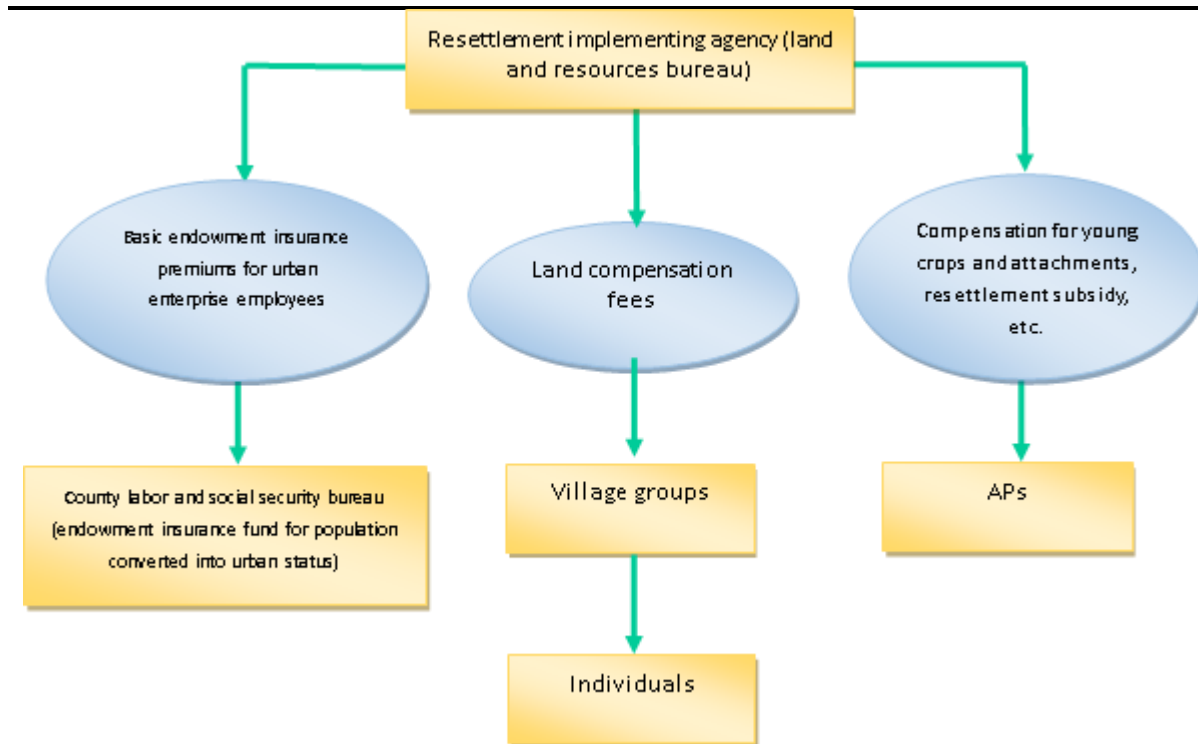 Resettlement implementing agency (land
and resources bureau)
Basic endowment insurance
premiums for urban
enterprise employees
Land compensation
fees
Compensation for young
crops and attachments,
resettlement subsidy,
etc.
County labor and social security bureau
(endowment insurance fund for population
converted into urban status)
Village groups
APs
Individuals